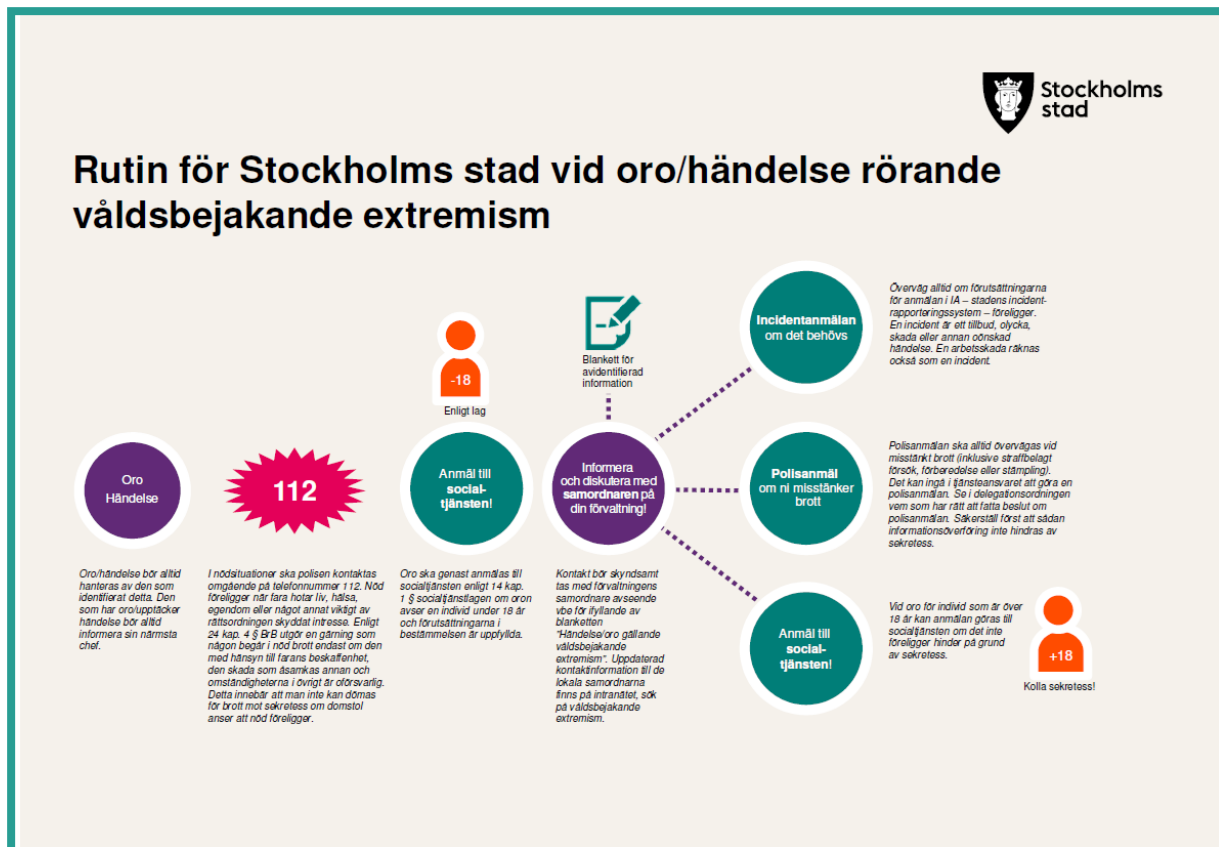 Stockholms
stad
Rutin för Stockholms stad vid oro/händelse rörande
våldsbejakande extremism
Oro
Händelse
Oro/händelse bör alltid
hanteras av den som
identifierat detta. Den
som har oro/upptäcker
händelse bör alltid
informera sin närmsta
chef.
112
I nödsituationer ska polisen kontaktas
omgående på telefonnummer 112. Nöd
föreligger när fara hotar liv, hälsa,
egendom eller något annat viktigt av
rättsordningen skyddat intresse. Enligt
24 kap. 4 § BrB utgör en gärning som
någon begår i nöd brott endast om den
med hänsyn till farans beskaffenhet,
den skada som åsamkas annan och
omständigheterna i övrigt är oförsvarlig.
Detta innebär att man inte kan dömas
för brott mot sekretess om domstol
anser att nöd föreligger.
-18
Enligt lag
Anmäl till
social-
tjänsten!
Oro ska genast anmälas till
socialtjänsten enligt 14 kap.
1 § socialtjänstlagen om oron
avser en individ under 18 år
och förutsättningarna i
bestämmelsen är uppfyllda.
Blankett för
avidentifierad
information
Informera
och diskutera med
samordnaren på
din förvaltning!
Kontakt bör skyndsamt
tas med förvaltningens
samordnare avseende
vbe för ifyllande av
blanketten
"Händelse/oro gällande
våldsbejakande
extremism". Uppdaterad
kontaktinformation till de
lokala samordnarna
finns på intranätet, sök
på våldsbejakande
extremism.
Incidentanmälan
om det behövs
Överväg alltid om förutsättningarna
för anmälan i IA – stadens incident-
rapporteringssystem – föreligger.
En incident är ett tillbud, olycka,
skada eller annan oönskad
händelse. En arbetsskada räknas
också som en incident.
Polisanmäl
om ni misstänker
brott
Polisanmälan ska alltid övervägas vid
misstänkt brott (inklusive straffbelagt
försök, förberedelse eller stämpling).
Det kan ingå i tjänsteansvaret att göra en
polisanmälan. Se i delegationsordningen
vem som har rätt att fatta beslut om
polisanmälan. Säkerställ först att sådan
informationsöverföring inte hindras av
sekretess.
Anmäl till
social-
tjänsten!
Vid oro för individ som är över
18 år kan anmälan göras till
socialtjänsten om det inte
föreligger hinder på grund
av sekretess.
+18
Kolla sekretess!